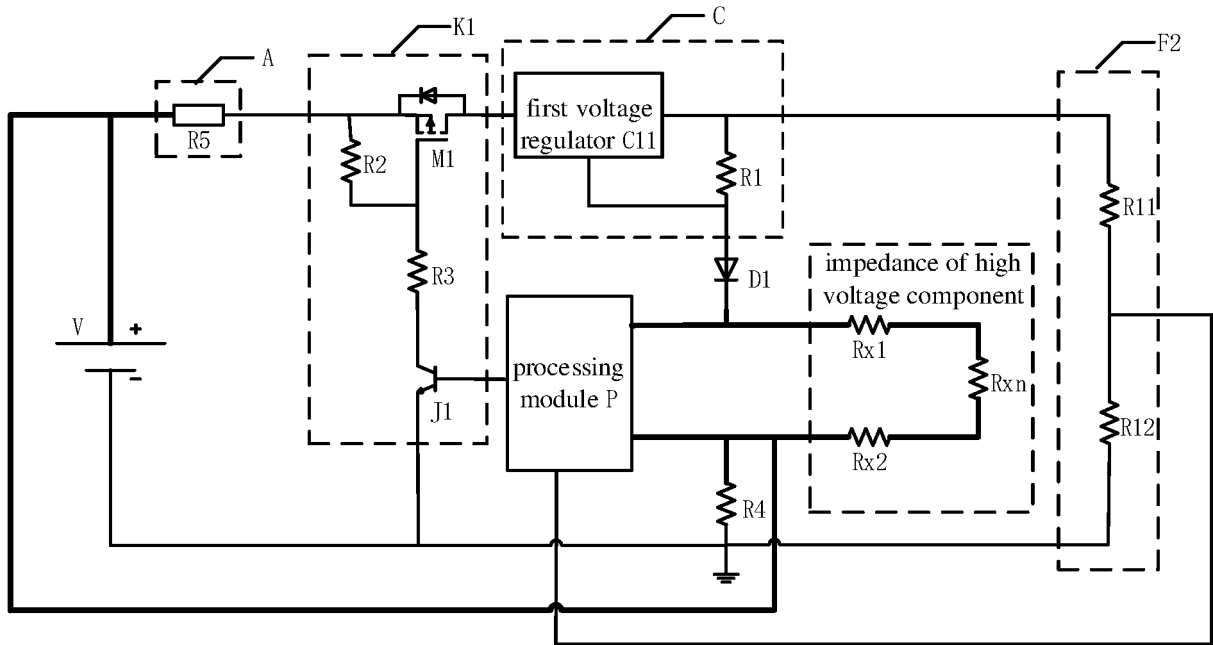 K1
C
F2
A
R5
M1
R2
first voltage
regulator C11
R1
R11
R3
D1
impedance of high
voltage component
V
+
-
Rx1
Rxn
processing
module P
J1
R12
Rx2
R4